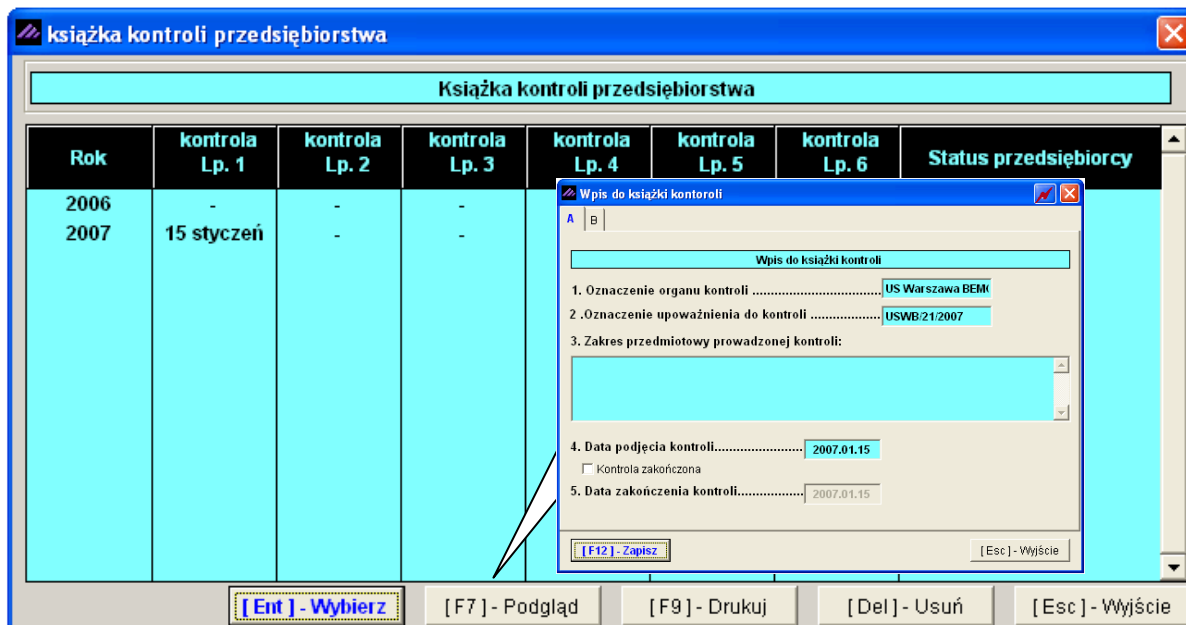 książka kontroli przedsiębiorstwa
Książka kontroli przedsiębiorstwa
Rok kontrola Lp. 1 kontrola Lp. 2 kontrola Lp. 3 kontrola Lp. 4 kontrola Lp. 5 kontrola Lp. 6 Status przedsiębiorcy
2006 - - -
2007 15 styczeń - -
Wpis do książki kontoroli
A B
Wpis do książki kontroli
1. Oznaczenie organu kontroli .................................. US Warszawa BEM
2 .Oznaczenie upoważnienia do kontroli ................... USWB/21/2007
3. Zakres przedmiotowy prowadzonej kontroli:
4. Data podjęcia kontroli....................... 2007.01.15
Kontrola zakończona
5. Data zakończenia kontroli.................. 2007.01.15
[ F12 ] - Zapisz [ Esc ] - Wyjście
[ Ent ] - Wybierz [ F7 ] - Podgląd [ F9 ] - Drukuj [ Del ] - Usuń [ Esc ] - Wyjście